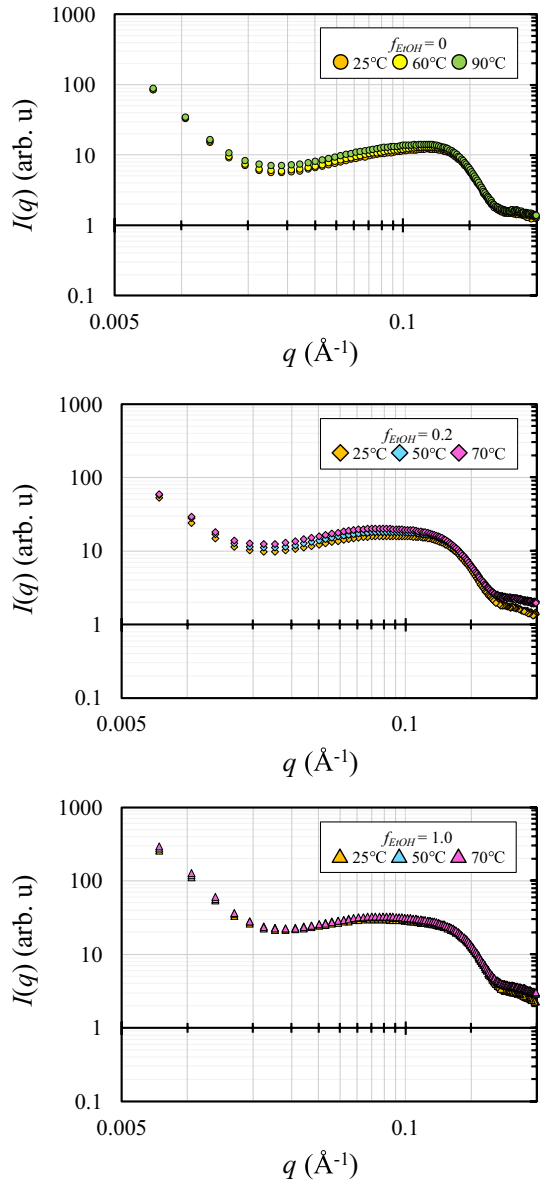 1000
100
10
1
0.1
0.005
0.1
I(q) (arb. u)
q (Å⁻¹)
f_EtOH = 0
25℃ 60℃ 90℃
1000
100
10
1
0.1
0.005
0.1
I(q) (arb. u)
q (Å⁻¹)
f_EtOH = 0.2
25℃ 50℃ 70℃
1000
100
10
1
0.1
0.005
0.1
I(q) (arb. u)
q (Å⁻¹)
f_EtOH = 1.0
25℃ 50℃ 70℃